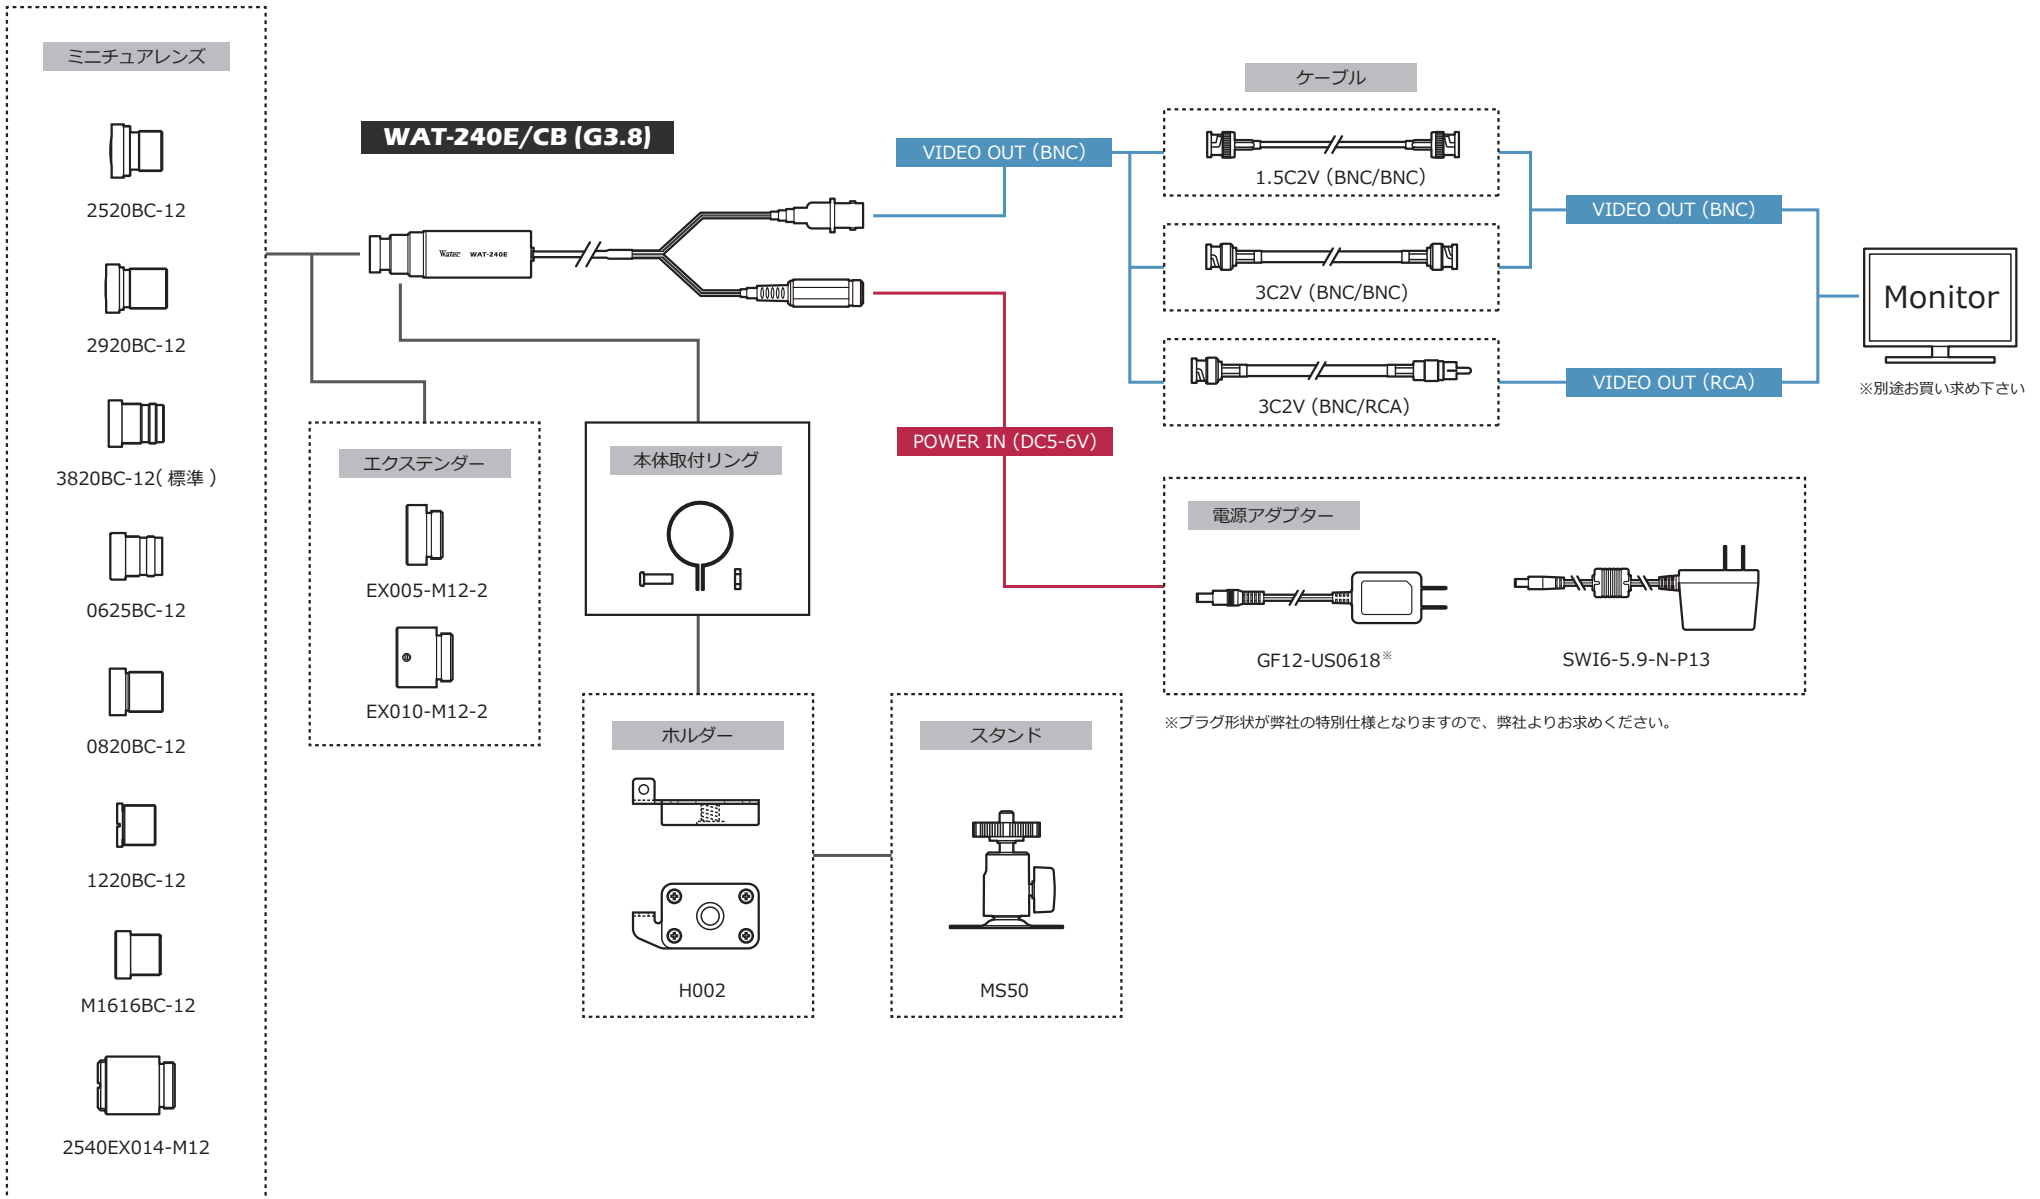 ミニチュアレンズ
2520BC-12
2920BC-12
3820BC-12( 標準 )
0625BC-12
0820BC-12
1220BC-12
M1616BC-12
2540EX014-M12
WAT-240E/CB (G3.8)
Watec WAT-240E
エクステンダー
EX005-M12-2
EX010-M12-2
本体取付リング
ホルダー
H002
スタンド
MS50
VIDEO OUT (BNC)
POWER IN (DC5-6V)
ケーブル
1.5C2V (BNC/BNC)
3C2V (BNC/BNC)
3C2V (BNC/RCA)
VIDEO OUT (BNC)
VIDEO OUT (RCA)
Monitor
※別途お買い求め下さい
電源アダプター
GF12-US0618※
SWI6-5.9-N-P13
※プラグ形状が弊社の特別仕様となりますので、弊社よりお求めください。